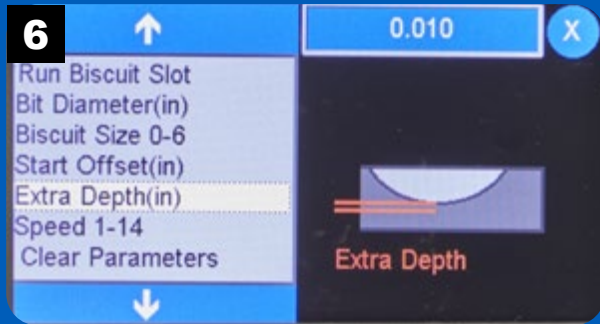 6
0.010
X
Run Biscuit Slot
Bit Diameter(in)
Biscuit Size 0-6
Start Offset(in)
Extra Depth(in)
Speed 1-14
Clear Parameters
Extra Depth